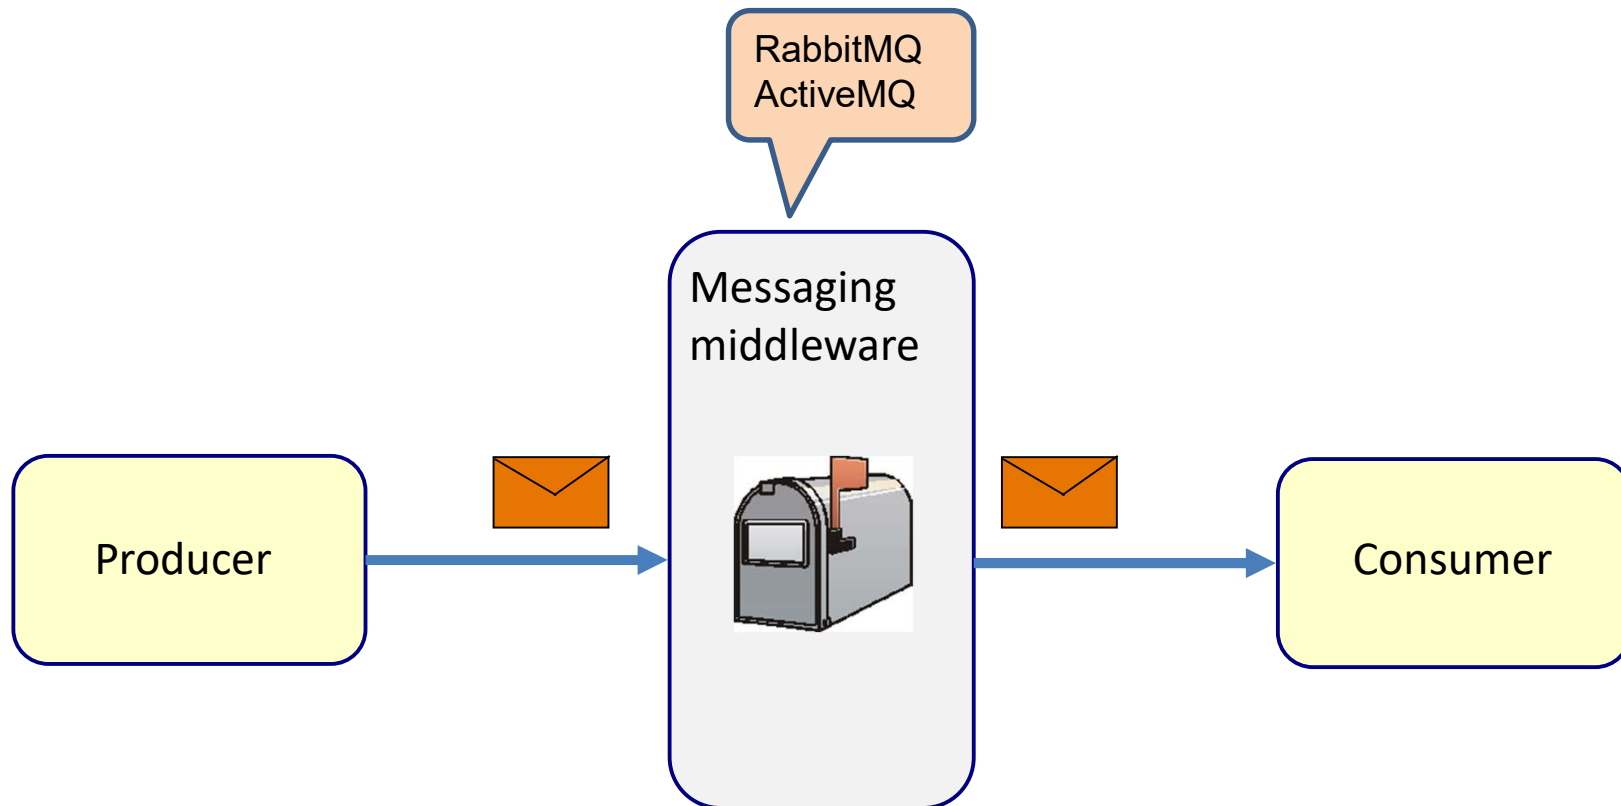 RabbitMQ
ActiveMQ
Messaging
middleware
Producer
Consumer